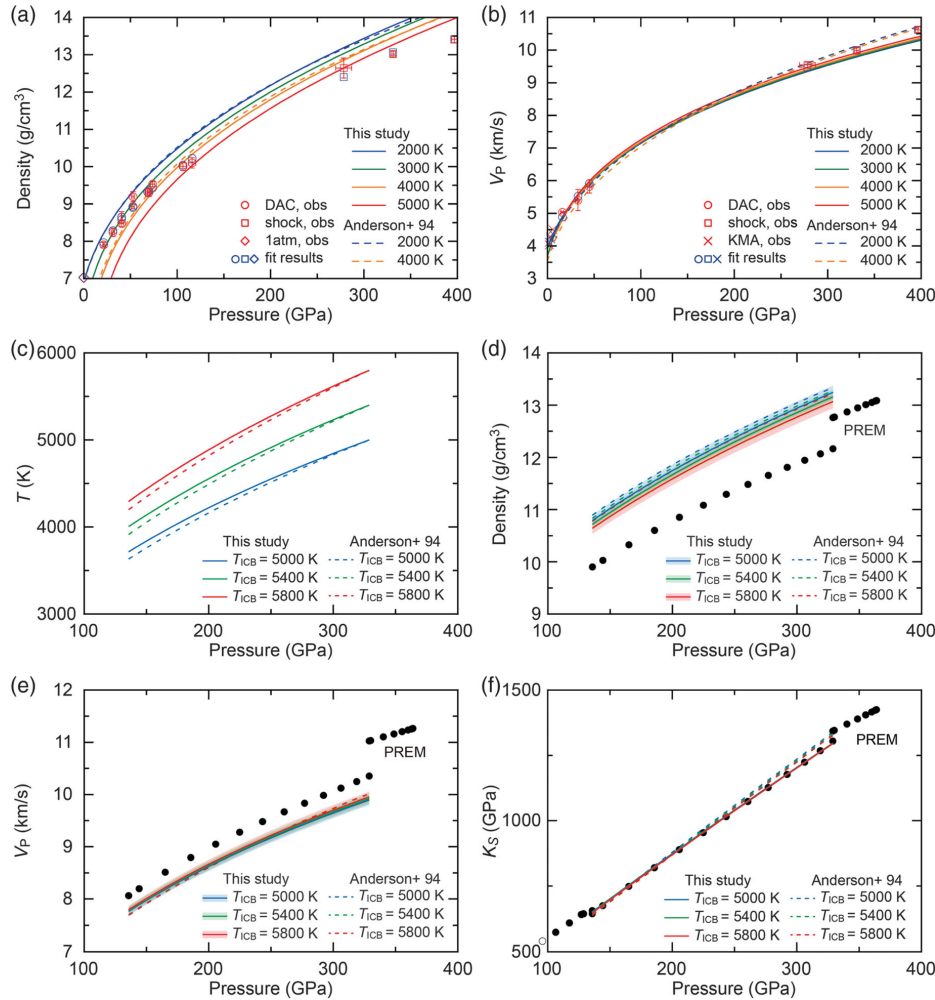 (a)
14
13
12
11
10
9
8
7
Density (g/cm³)
0
100
200
300
400
Pressure (GPa)
DAC, obs
shock, obs
1atm, obs
fit results
This study
2000 K
3000 K
4000 K
5000 K
Anderson+ 94
2000 K
4000 K
(b)
11
10
9
8
7
6
5
4
3
VP (km/s)
0
100
200
300
400
Pressure (GPa)
DAC, obs
shock, obs
KMA, obs
fit results
This study
2000 K
3000 K
4000 K
5000 K
Anderson+ 94
2000 K
4000 K
(c)
6000
5000
4000
3000
T (K)
100
200
300
400
Pressure (GPa)
This study
TICB = 5000 K
TICB = 5400 K
TICB = 5800 K
Anderson+ 94
TICB = 5000 K
TICB = 5400 K
TICB = 5800 K
(d)
14
13
12
11
10
9
Density (g/cm³)
100
200
300
400
Pressure (GPa)
PREM
This study
TICB = 5000 K
TICB = 5400 K
TICB = 5800 K
Anderson+ 94
TICB = 5000 K
TICB = 5400 K
TICB = 5800 K
(e)
12
11
10
9
8
7
VP (km/s)
100
200
300
400
Pressure (GPa)
PREM
This study
TICB = 5000 K
TICB = 5400 K
TICB = 5800 K
Anderson+ 94
TICB = 5000 K
TICB = 5400 K
TICB = 5800 K
(f)
1500
1000
500
KS (GPa)
100
200
300
400
Pressure (GPa)
PREM
This study
TICB = 5000 K
TICB = 5400 K
TICB = 5800 K
Anderson+ 94
TICB = 5000 K
TICB = 5400 K
TICB = 5800 K